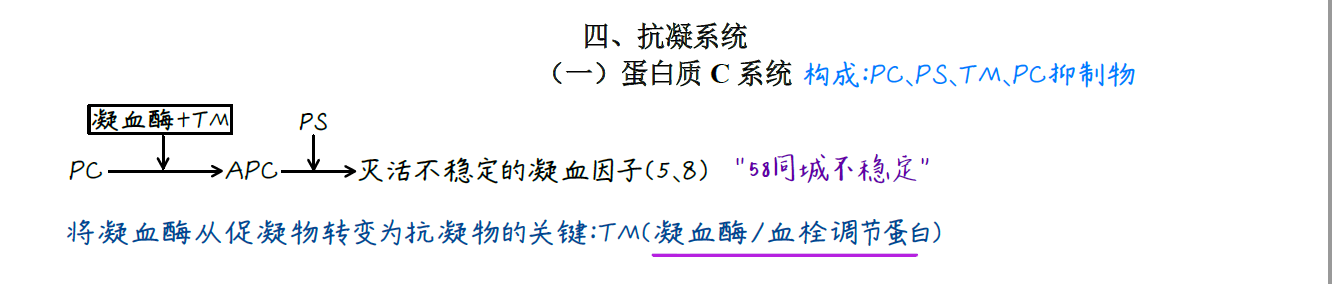 四、抗凝系统
（一）蛋白质 C 系统 构成:PC、PS、TM、PC抑制物
凝血酶+TM PS
PC APC 灭活不稳定的凝血因子(5、8) "58同城不稳定"
将凝血酶从促凝物转变为抗凝物的关键:TM(凝血酶/血栓调节蛋白)